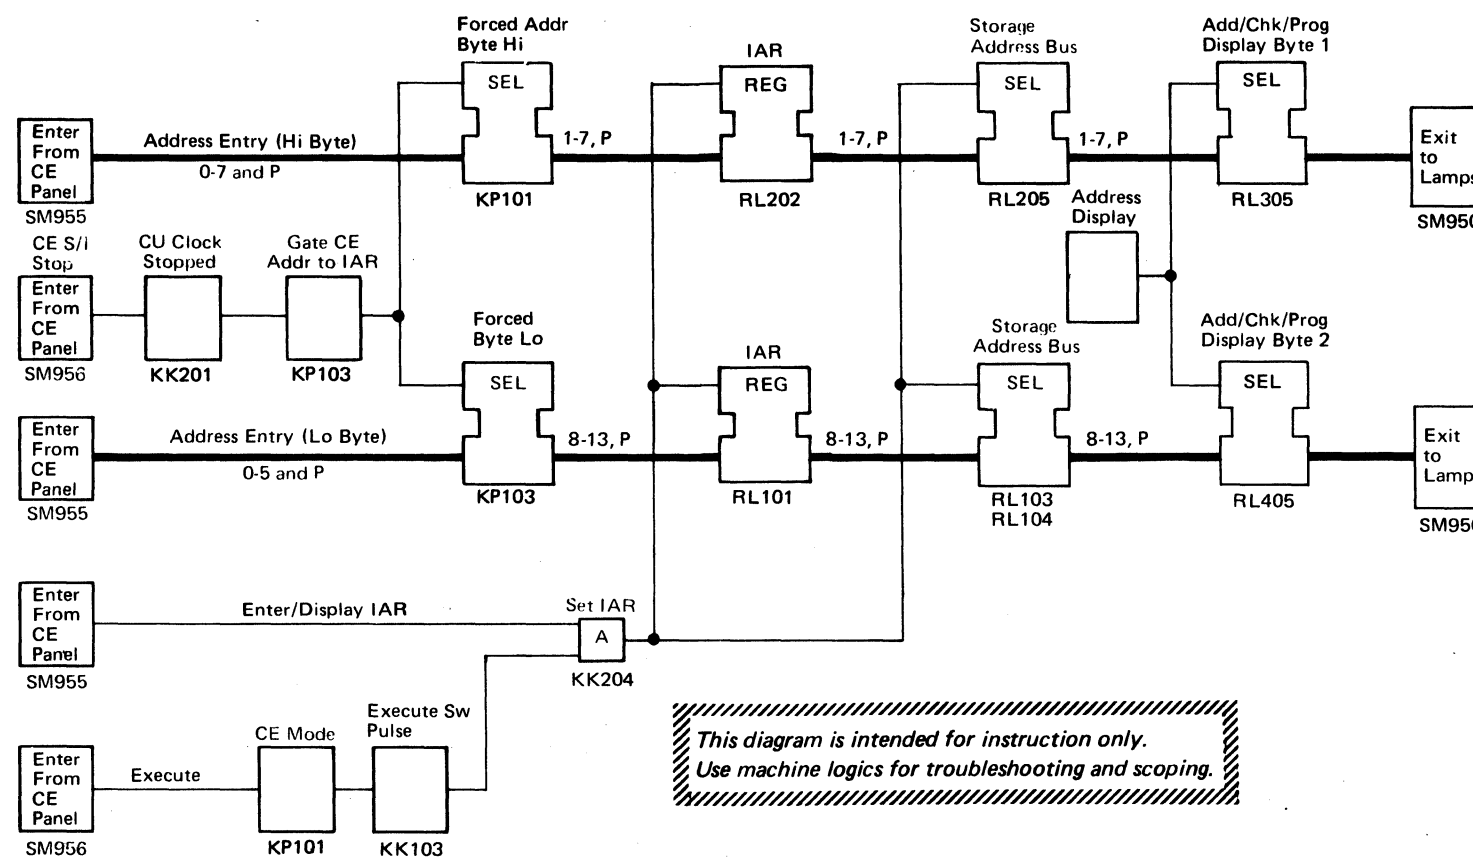 Forced Addr
Byte Hi
SEL
KP101
IAR
REG
RL202
Storage
Address Bus
SEL
RL205
Add/Chk/Prog
Display Byte 1
SEL
RL305
Enter
From
CE
Panel
SM955
Address Entry (Hi Byte)
0-7 and P
1-7, P
1-7, P
1-7, P
Exit
to
Lamps
SM950
Address
Display
CE S/I
Stop
Enter
From
CE
Panel
SM956
CU Clock
Stopped
KK201
Gate CE
Addr to IAR
KP103
Forced
Byte Lo
SEL
KP103
IAR
REG
RL101
Storage
Address Bus
SEL
RL103
RL104
Add/Chk/Prog
Display Byte 2
SEL
RL405
Enter
From
CE
Panel
SM955
Address Entry (Lo Byte)
0-5 and P
8-13, P
8-13, P
8-13, P
Exit
to
Lamp
SM950
Enter
From
CE
Panel
SM955
Enter/Display IAR
Set IAR
A
KK204
Enter
From
CE
Panel
SM956
Execute
CE Mode
KP101
Execute Sw
Pulse
KK103
This diagram is intended for instruction only.
Use machine logics for troubleshooting and scoping.